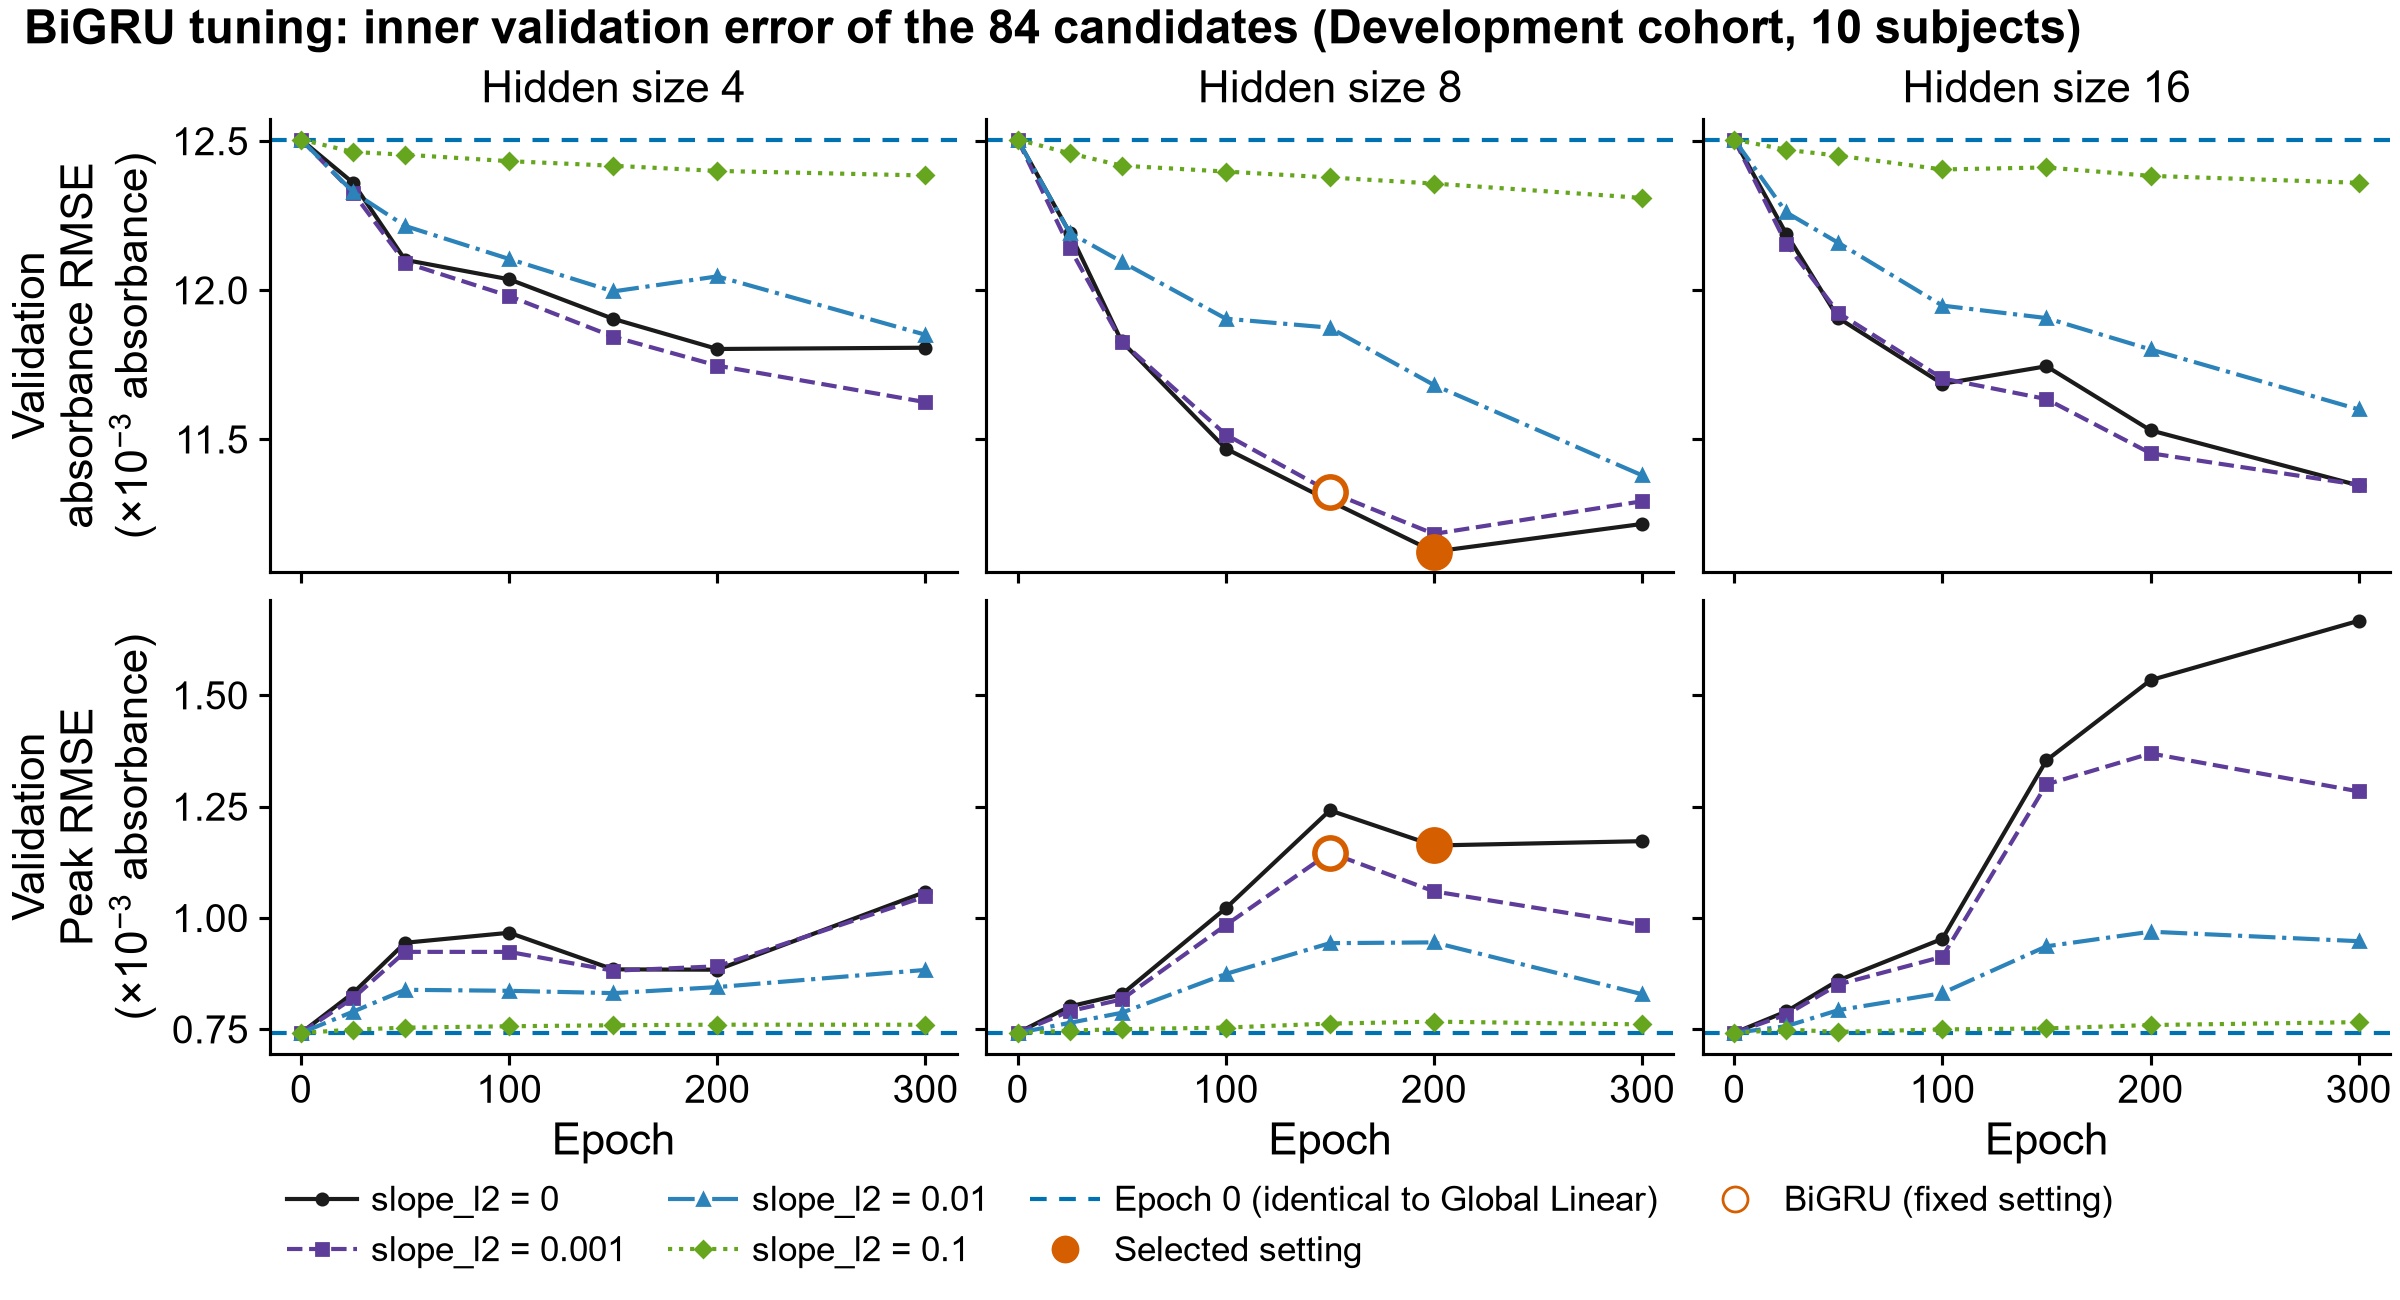 BiGRU tuning: inner validation error of the 84 candidates (Development cohort, 10 subjects)
Hidden size 4
Hidden size 8
Hidden size 16
Validation
absorbance RMSE
(×10⁻³ absorbance)
12.5
12.0
11.5
Validation
Peak RMSE
(×10⁻³ absorbance)
1.50
1.25
1.00
0.75
0 100 200 300
0 100 200 300
0 100 200 300
Epoch
Epoch
Epoch
slope_l2 = 0
slope_l2 = 0.01
Epoch 0 (identical to Global Linear)
BiGRU (fixed setting)
slope_l2 = 0.001
slope_l2 = 0.1
Selected setting